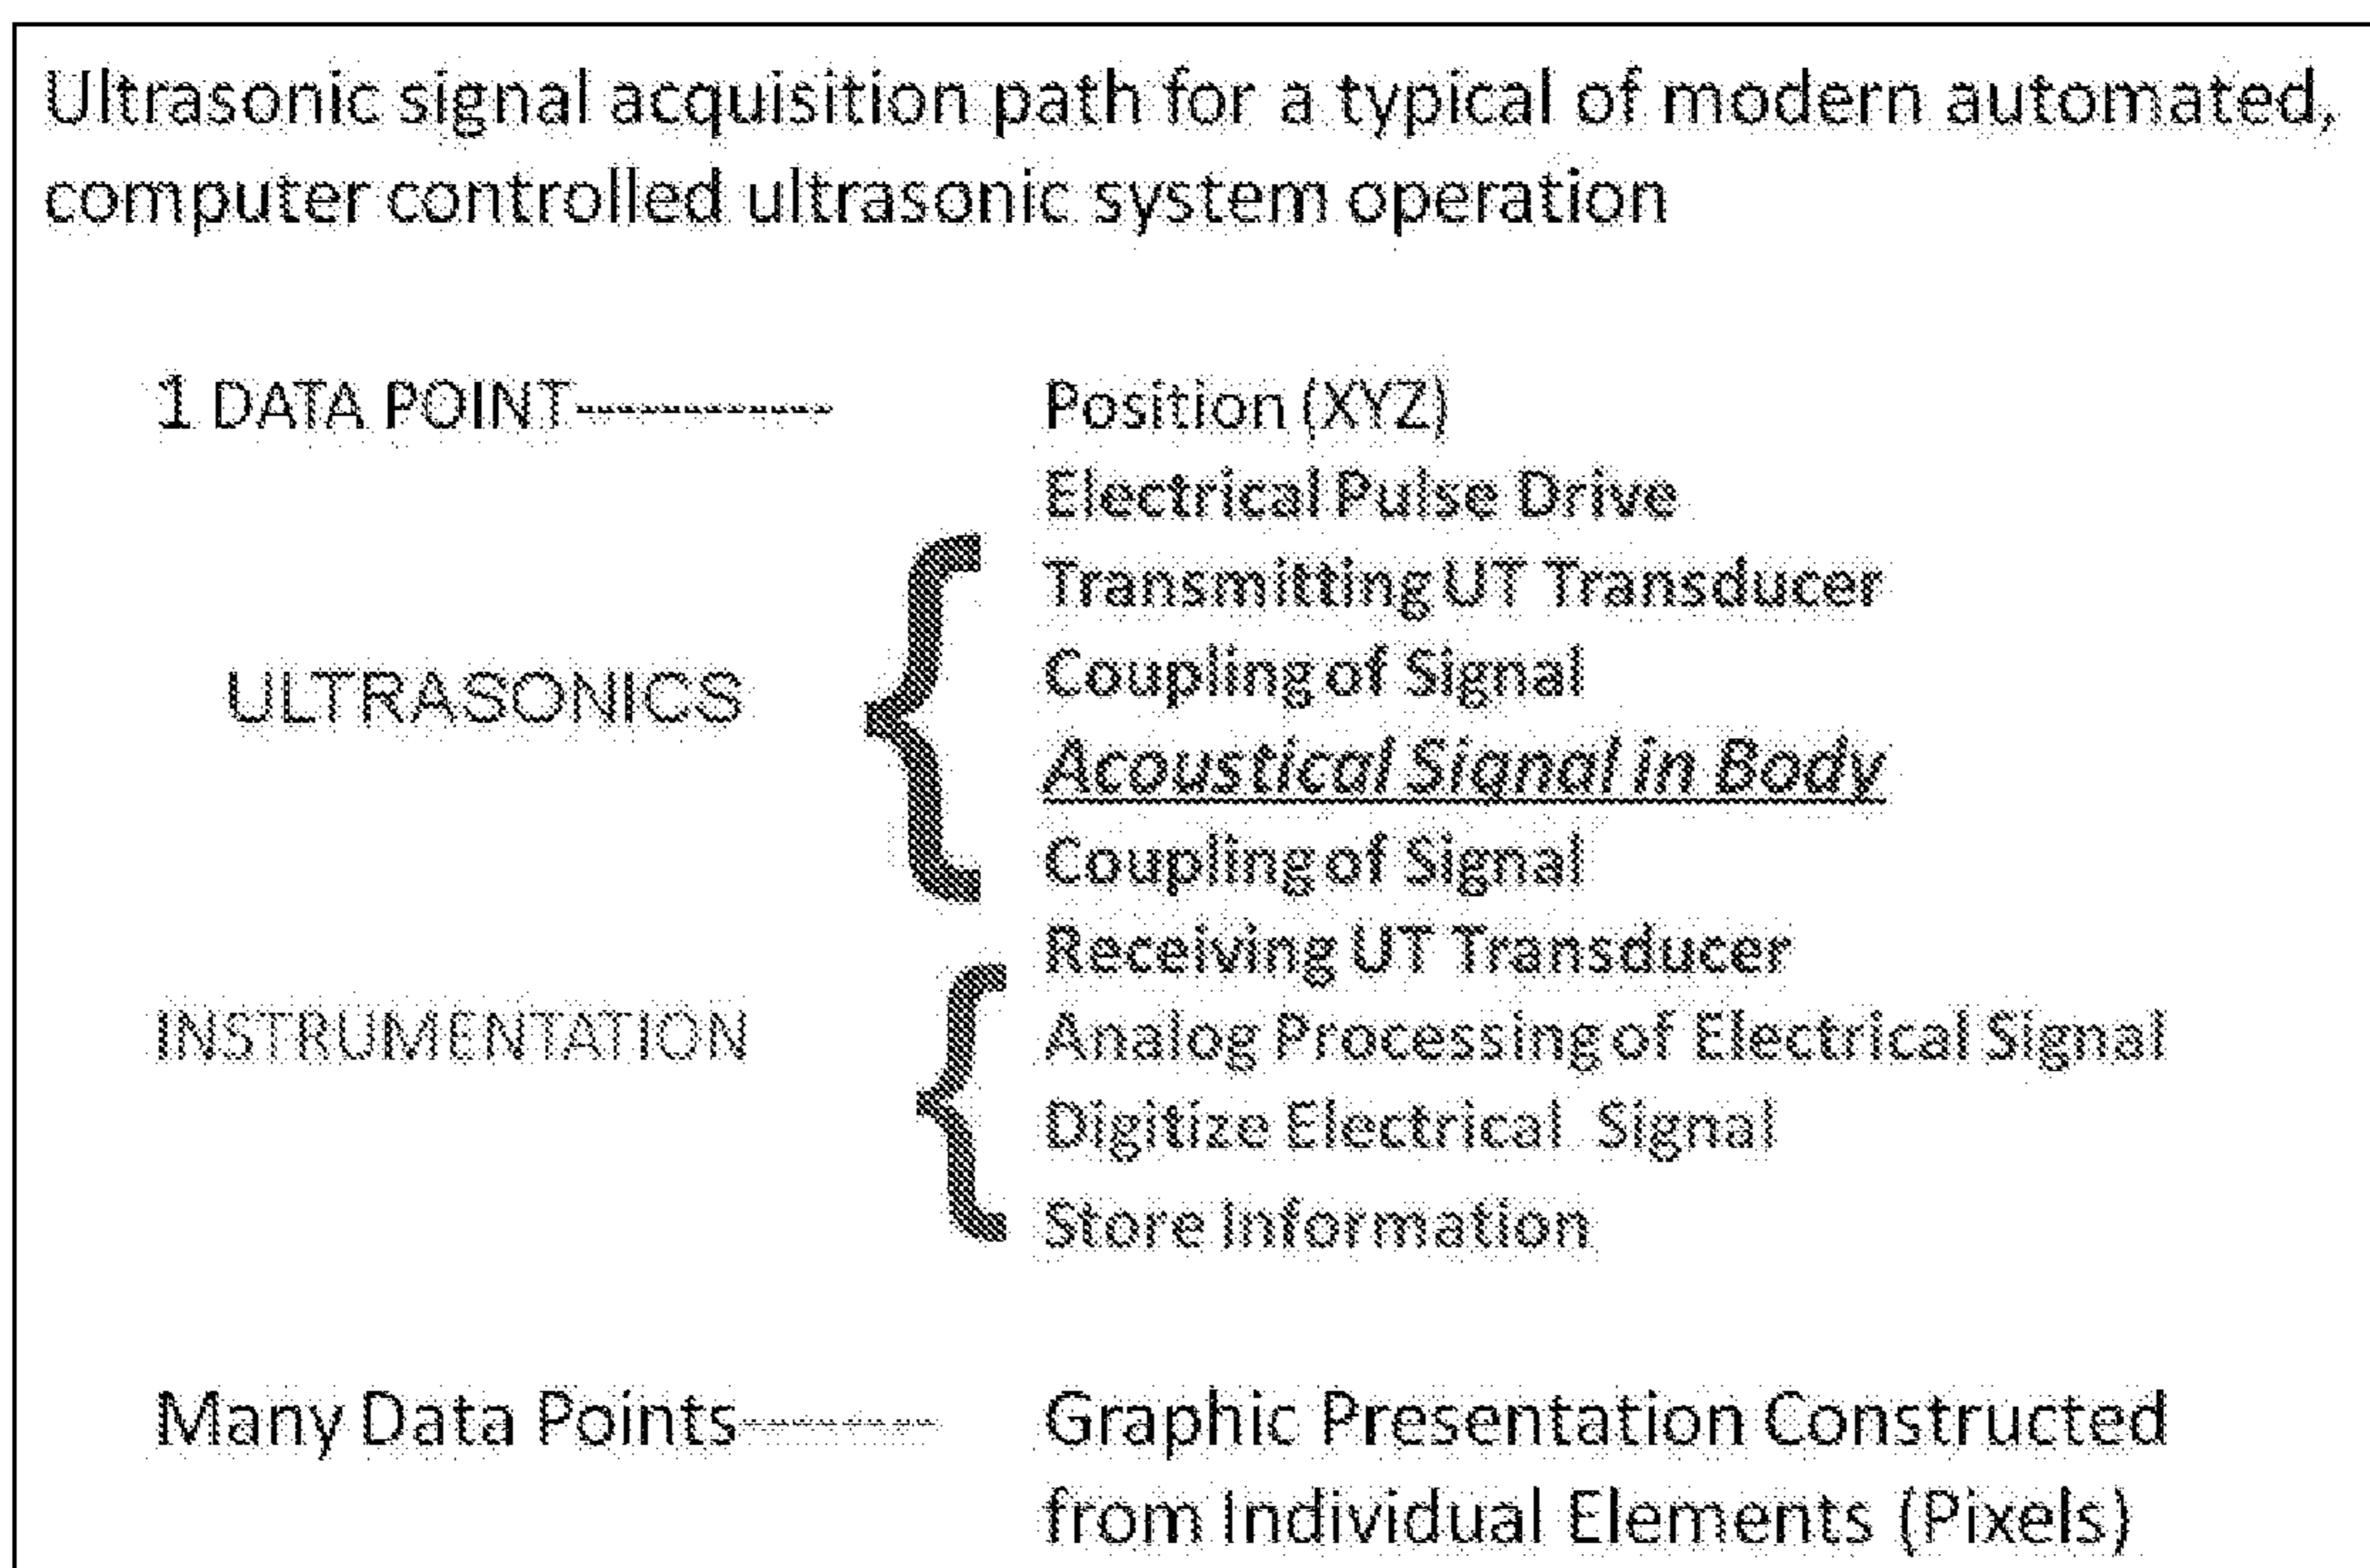 Ultrasonic signal acquisition path for a typical of modern automated,
computer controlled ultrasonic system operation
1 DATA POINT------------ Position (XYZ)
Electrical Pulse Drive
Transmitting UT Transducer
Coupling of Signal
ULTRASONICS
Acoustical Signal in Body
Coupling of Signal
Receiving UT Transducer
INSTRUMENTATION Analog Processing of Electrical Signal
Digitize Electrical Signal
Store Information
Many Data Points--------- Graphic Presentation Constructed
from Individual Elements (Pixels)